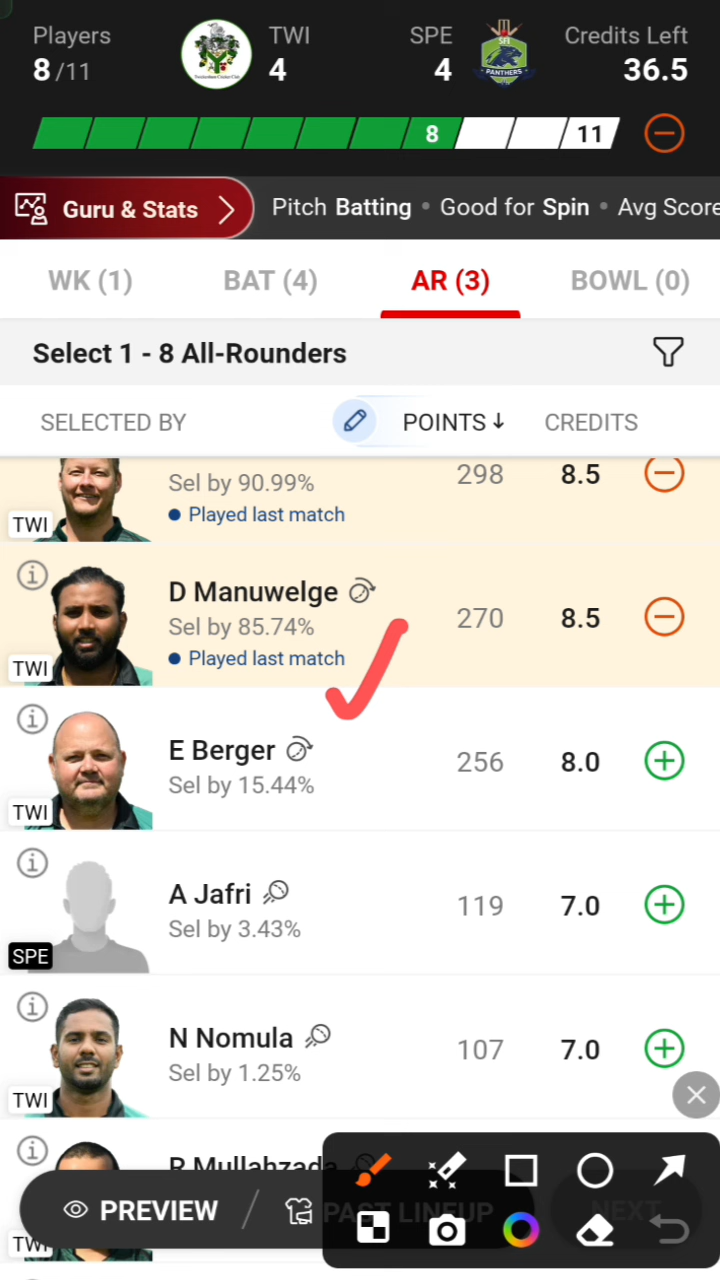 Players TWI SPE Credits Left
8/11 4 4 36.5
8 11
Guru & Stats Pitch Batting • Good for Spin • Avg Score
WK (1) BAT (4) AR (3) BOWL (0)
Select 1 - 8 All-Rounders
SELECTED BY POINTS↓ CREDITS
Sel by 90.99% 298 8.5
TWI • Played last match
D Manuwelge
Sel by 85.74% 270 8.5
TWI • Played last match
E Berger
Sel by 15.44% 256 8.0
TWI
A Jafri
Sel by 3.43% 119 7.0
SPE
N Nomula
Sel by 1.25% 107 7.0
TWI
R Mullahzada
PREVIEW / PAST LINEUP NEXT
TWI